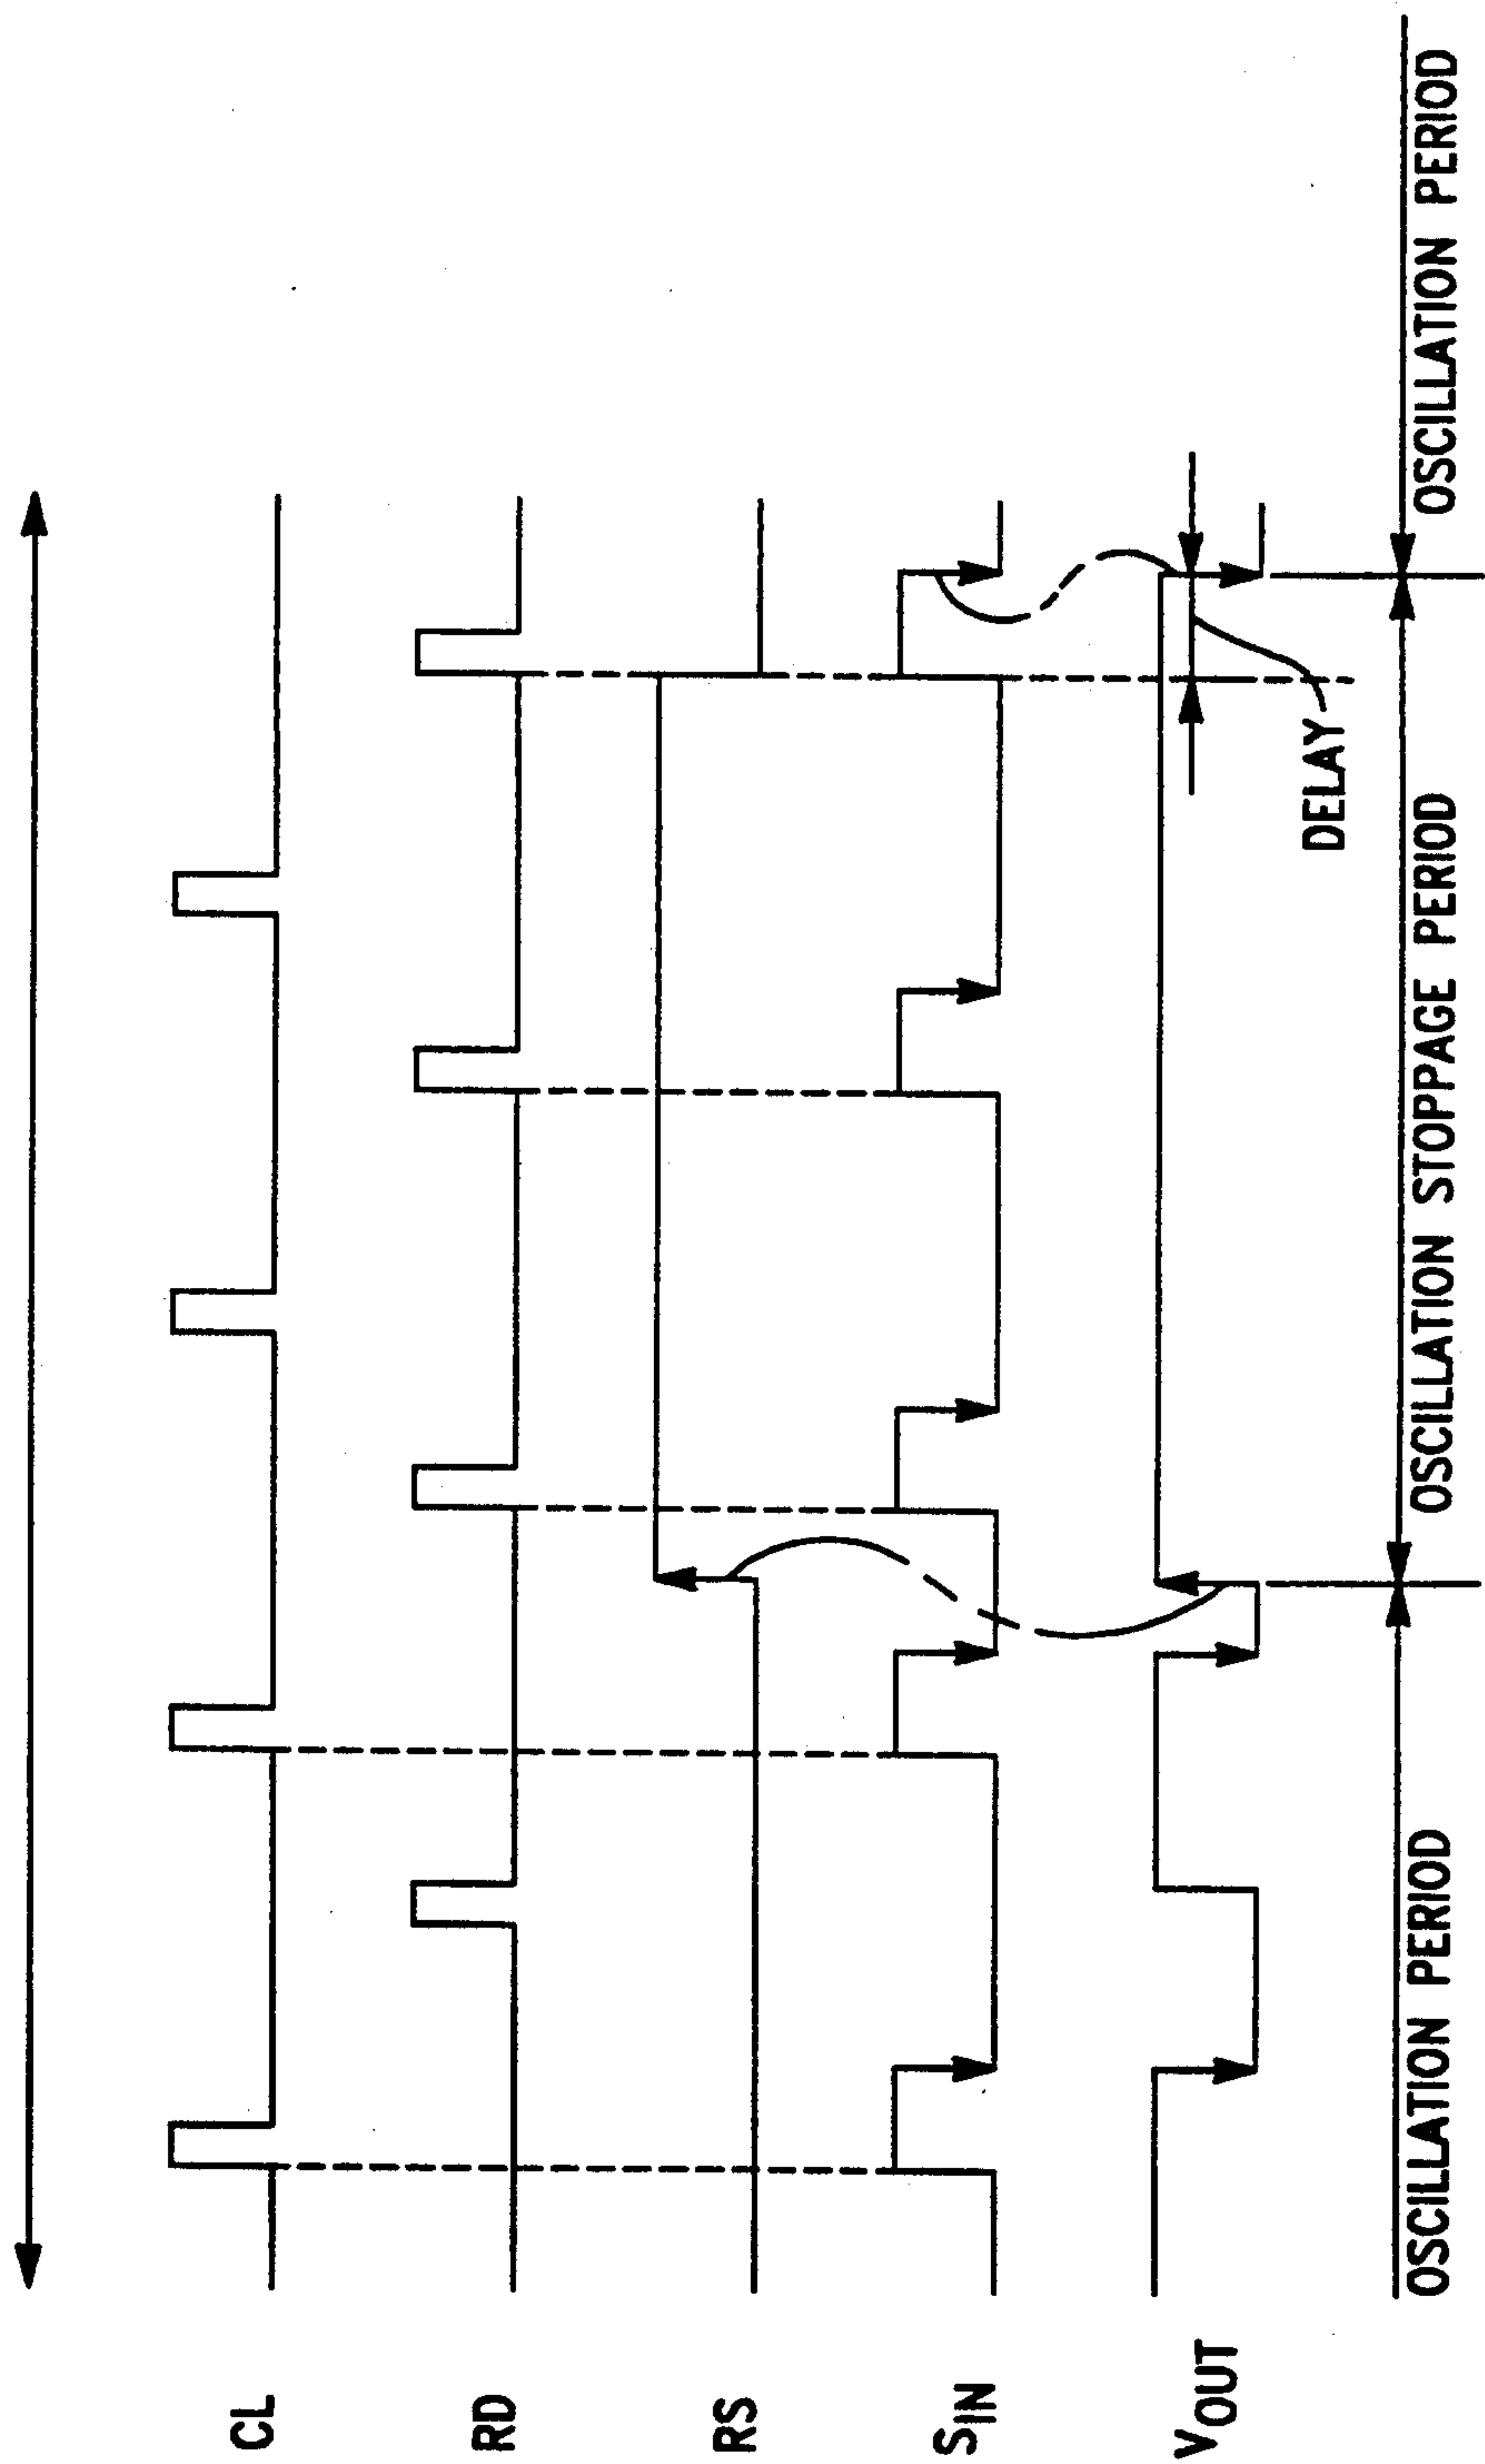 CL
RD
RS
SIN
VOUT
DELAY
OSCILLATION PERIOD
OSCILLATION STOPPAGE PERIOD
OSCILLATION PERIOD